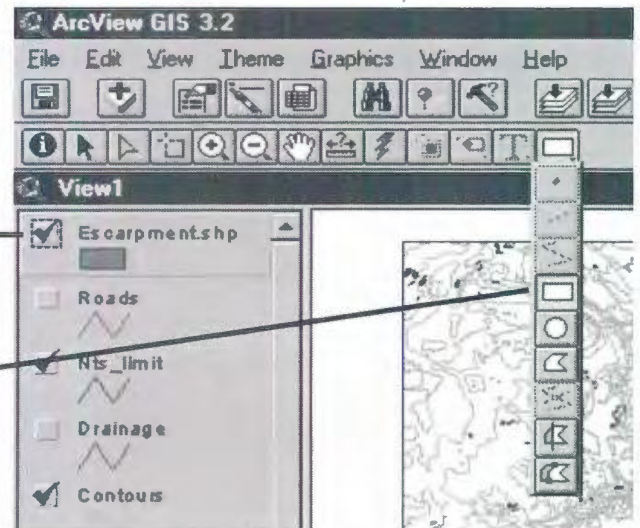 ArcView GIS 3.2
File Edit View Theme Graphics Window Help
View1
Escarpment.shp
Roads
Nts_limit
Drainage
Contours